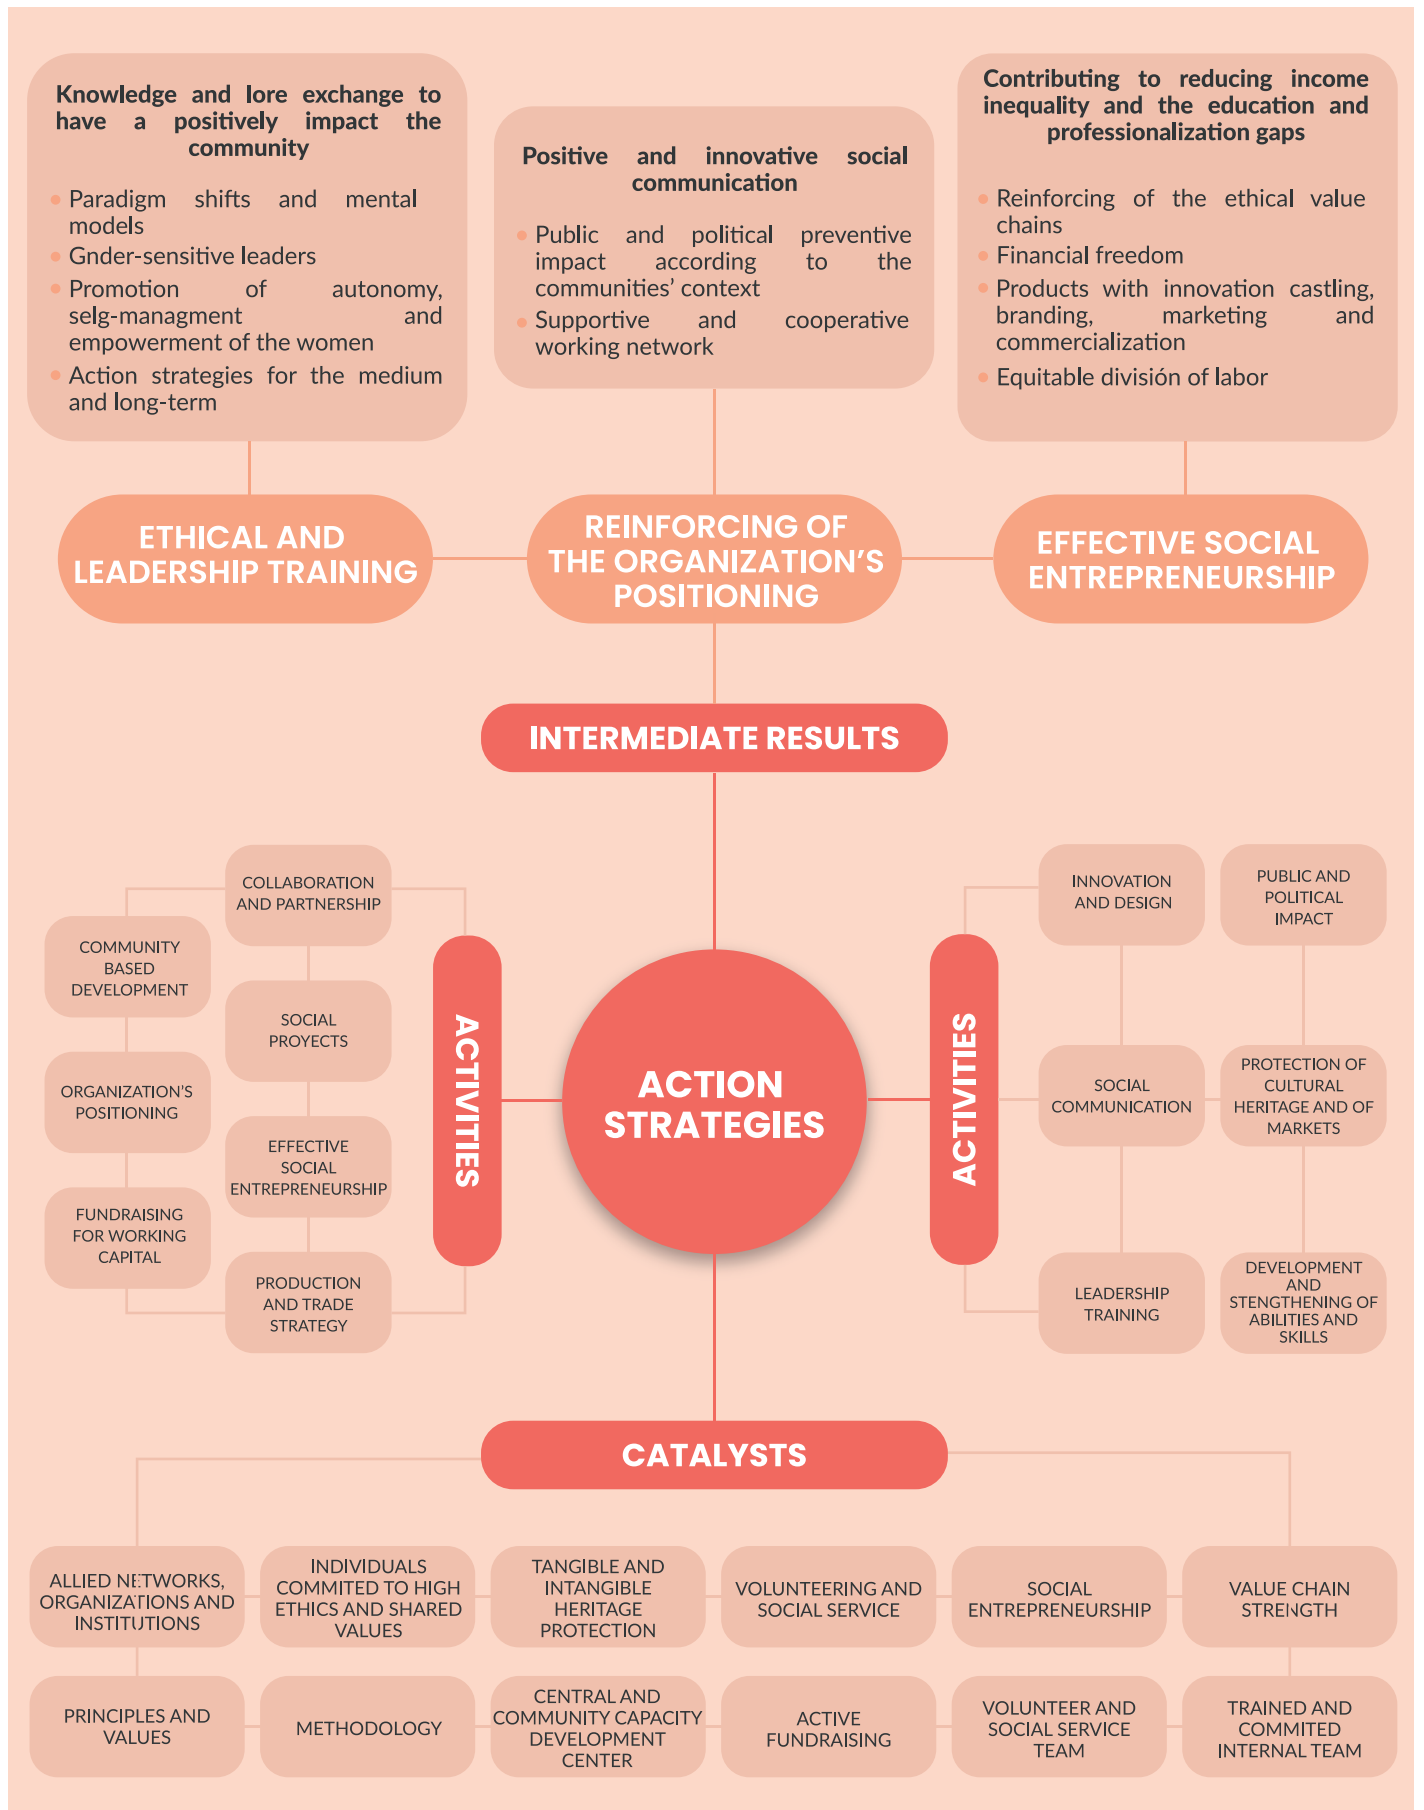 Knowledge and lore exchange to
have a positively impact the
community
Paradigm shifts and mental
models
Gnder-sensitive leaders
Promotion of autonomy,
selg-managment and
empowerment of the women
Action strategies for the medium
and long-term
Positive and innovative social
communication
Public and political preventive
impact according to the
communities’ context
Supportive and cooperative
working network
Contributing to reducing income
inequality and the education and
professionalization gaps
Reinforcing of the ethical value
chains
Financial freedom
Products with innovation castling,
branding, marketing and
commercialization
Equitable división of labor
ETHICAL AND
LEADERSHIP TRAINING
REINFORCING OF
THE ORGANIZATION’S
POSITIONING
EFFECTIVE SOCIAL
ENTREPRENEURSHIP
INTERMEDIATE RESULTS
COLLABORATION
AND PARTNERSHIP
COMMUNITY
BASED
DEVELOPMENT
SOCIAL
PROYECTS
ORGANIZATION’S
POSITIONING
EFFECTIVE
SOCIAL
ENTREPRENEURSHIP
FUNDRAISING
FOR WORKING
CAPITAL
PRODUCTION
AND TRADE
STRATEGY
ACTIVITIES
ACTION
STRATEGIES
ACTIVITIES
INNOVATION
AND DESIGN
PUBLIC AND
POLITICAL
IMPACT
SOCIAL
COMMUNICATION
PROTECTION OF
CULTURAL
HERITAGE AND OF
MARKETS
LEADERSHIP
TRAINING
DEVELOPMENT
AND
STENGTHENING OF
ABILITIES AND
SKILLS
CATALYSTS
ALLIED NETWORKS,
ORGANIZATIONS AND
INSTITUTIONS
INDIVIDUALS
COMMITED TO HIGH
ETHICS AND SHARED
VALUES
TANGIBLE AND
INTANGIBLE
HERITAGE
PROTECTION
VOLUNTEERING AND
SOCIAL SERVICE
SOCIAL
ENTREPRENEURSHIP
VALUE CHAIN
STRENGTH
PRINCIPLES AND
VALUES
METHODOLOGY
CENTRAL AND
COMMUNITY CAPACITY
DEVELOPMENT
CENTER
ACTIVE
FUNDRAISING
VOLUNTEER AND
SOCIAL SERVICE
TEAM
TRAINED AND
COMMITED
INTERNAL TEAM